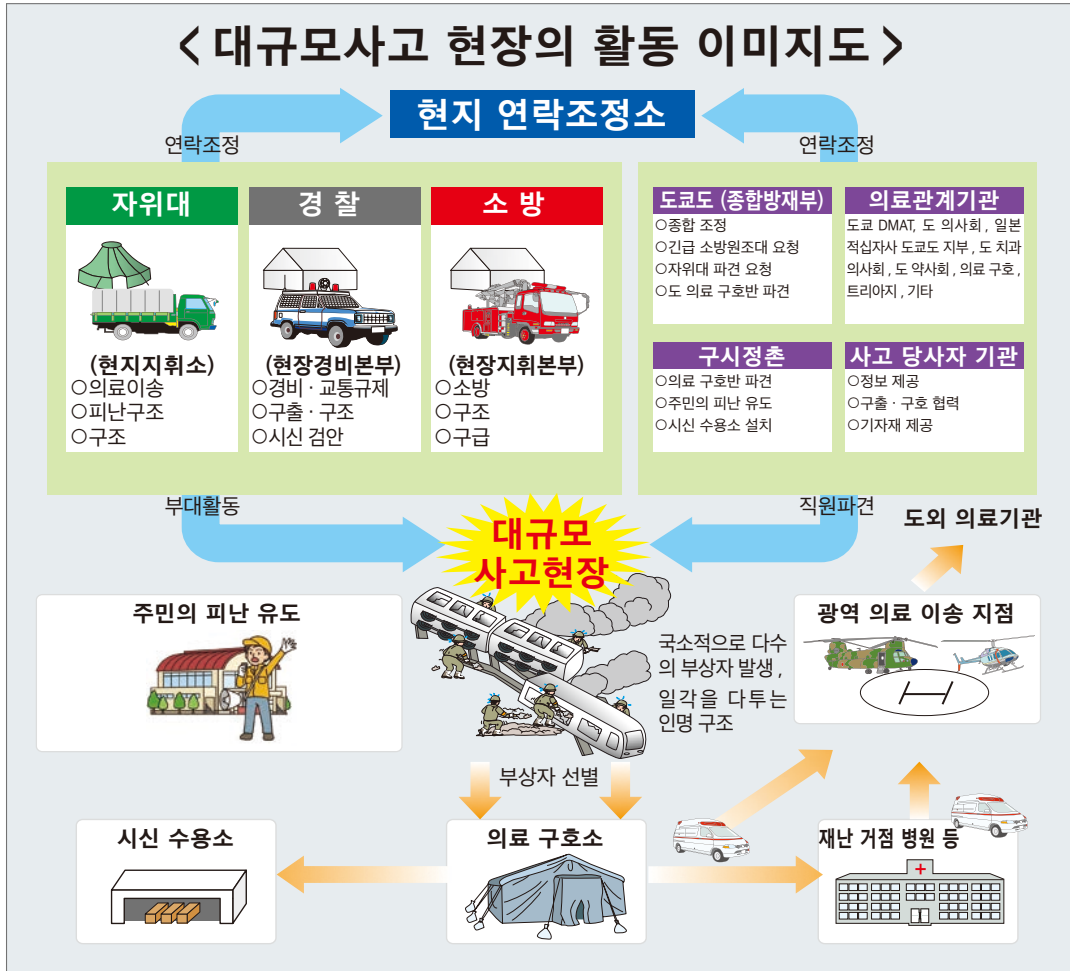 <대규모사고 현장의 활동 이미지도>
현지 연락조정소
연락조정
연락조정
자위대
(현지지휘소)
○의료이송
○피난구조
○구조
경 찰
(현장경비본부)
○경비 · 교통규제
○구출 · 구조
○시신 검안
소 방
(현장지휘본부)
○소방
○구조
○구급
도쿄도 (종합방재부)
○종합 조정
○긴급 소방원조대 요청
○자위대 파견 요청
○도 의료 구호반 파견
의료관계기관
도쿄 DMAT, 도 의사회 , 일본
적십자사 도쿄도 지부 , 도 치과
의사회 , 도 약사회 , 의료 구호 ,
트리아지 , 기타
구시정촌
○의료 구호반 파견
○주민의 피난 유도
○시신 수용소 설치
사고 당사자 기관
○정보 제공
○구출 · 구호 협력
○기자재 제공
부대활동
직원파견
대규모
사고현장
도외 의료기관
주민의 피난 유도
국소적으로 다수
의 부상자 발생 ,
일각을 다투는
인명 구조
광역 의료 이송 지점
H
부상자 선별
시신 수용소
의료 구호소
재난 거점 병원 등